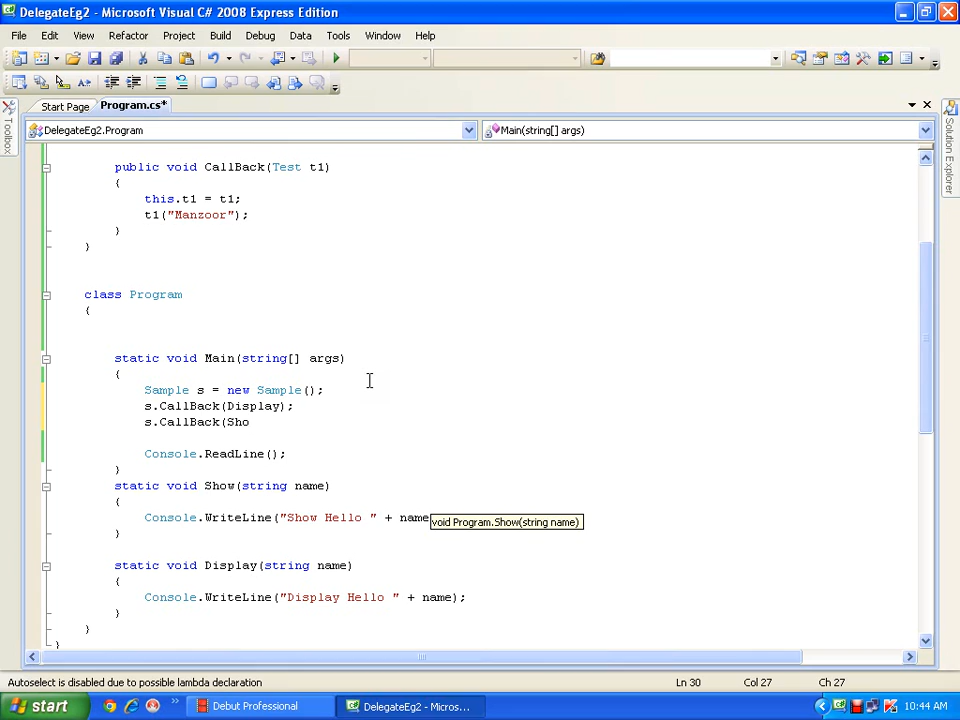 DelegateEg2 - Microsoft Visual C# 2008 Express Edition
File Edit View Refactor Project Build Debug Data Tools Window Help
Start Page Program.cs*
DelegateEg2.Program Main(string[] args)
Toolbox
Solution Explorer
public void CallBack(Test t1)
{
this.t1 = t1;
t1("Manzoor");
}
}
class Program
{
static void Main(string[] args)
{
Sample s = new Sample();
s.CallBack(Display);
s.CallBack(Sho
Console.ReadLine();
}
static void Show(string name)
{
Console.WriteLine("Show Hello " + name
void Program.Show(string name)
}
static void Display(string name)
{
Console.WriteLine("Display Hello " + name);
}
}
}
Autoselect is disabled due to possible lambda declaration Ln 30 Col 27 Ch 27
start Debut Professional DelegateEg2 - Micros... 10:44 AM